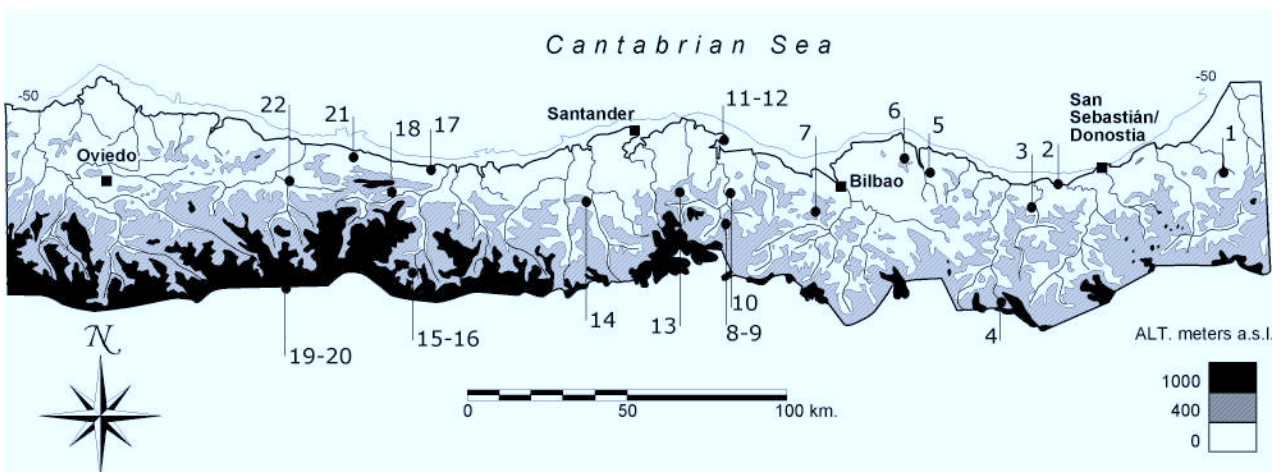 Cantabrian Sea
-50
-50
Oviedo
22
21
18
17
Santander
11-12
7
6
5
Bilbao
3
2
San
Sebastián/
Donostia
1
19-20
15-16
14
13
10
8-9
4
N
0
50
100 km.
ALT. meters a.s.l.
1000
400
0